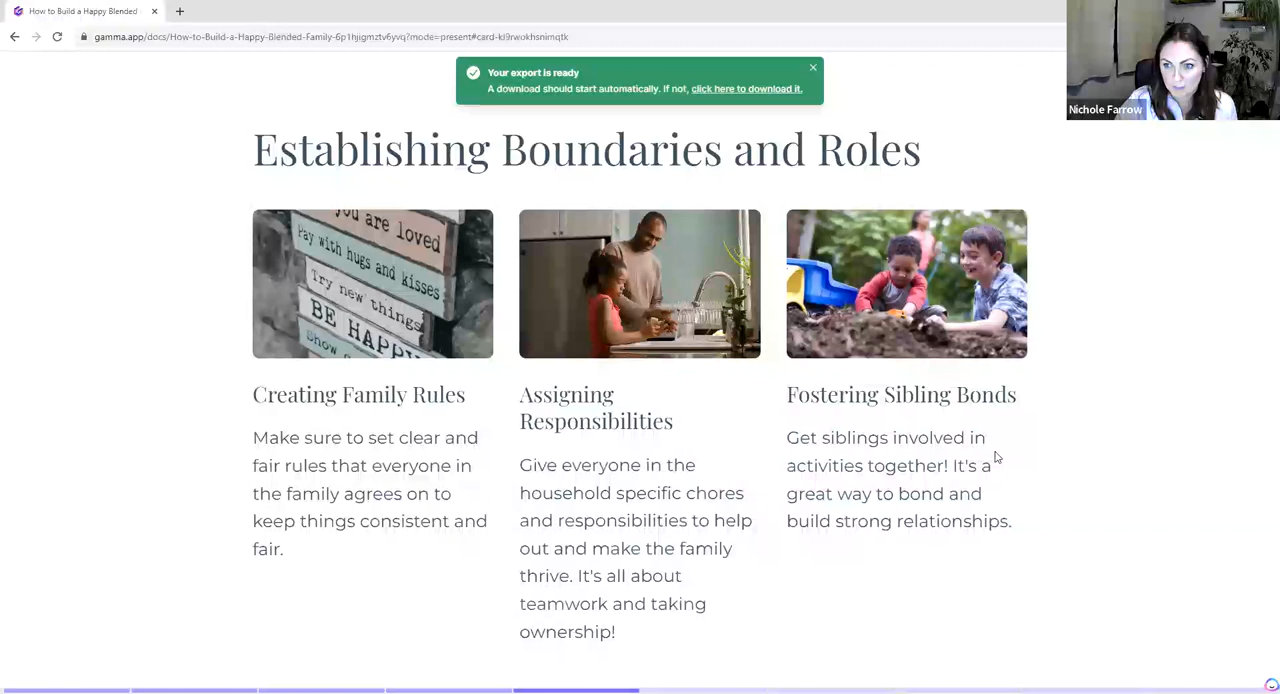 How to Build a Happy Blended
gamma.app/docs/How-to-Build-a-Happy-Blended-Family-6p1hjigmztv6yvq?mode=present#card-kl9rwokhsnimqtk
Your export is ready
A download should start automatically. If not, click here to download it.
Nichole Farrow
Establishing Boundaries and Roles
you are loved
Pay with hugs and kisses
Try new things
BE HAPPY
Show
Creating Family Rules
Make sure to set clear and
fair rules that everyone in
the family agrees on to
keep things consistent and
fair.
Assigning
Responsibilities
Give everyone in the
household specific chores
and responsibilities to help
out and make the family
thrive. It's all about
teamwork and taking
ownership!
Fostering Sibling Bonds
Get siblings involved in
activities together! It's a
great way to bond and
build strong relationships.